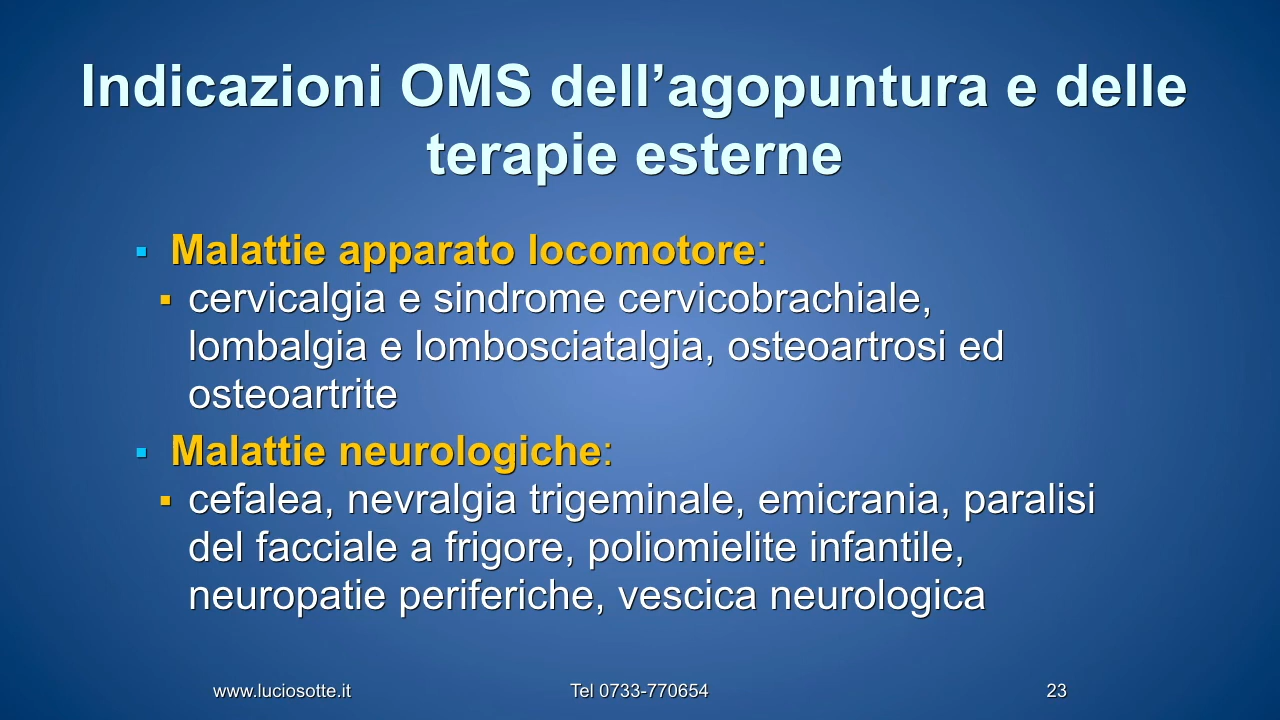 Indicazioni OMS dell’agopuntura e delle
terapie esterne
▪ Malattie apparato locomotore:
▪ cervicalgia e sindrome cervicobrachiale,
lombalgia e lombosciatalgia, osteoartrosi ed
osteoartrite
▪ Malattie neurologiche:
▪ cefalea, nevralgia trigeminale, emicrania, paralisi
del facciale a frigore, poliomielite infantile,
neuropatie periferiche, vescica neurologica
www.luciosotte.it Tel 0733-770654 23